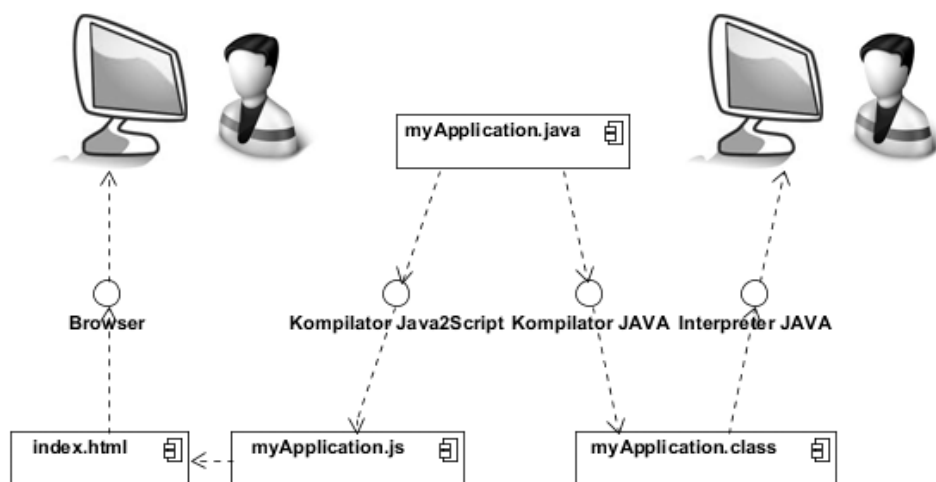 myApplication.java
Browser
Kompilator Java2Script
Kompilator JAVA
Interpreter JAVA
index.html
myApplication.js
myApplication.class